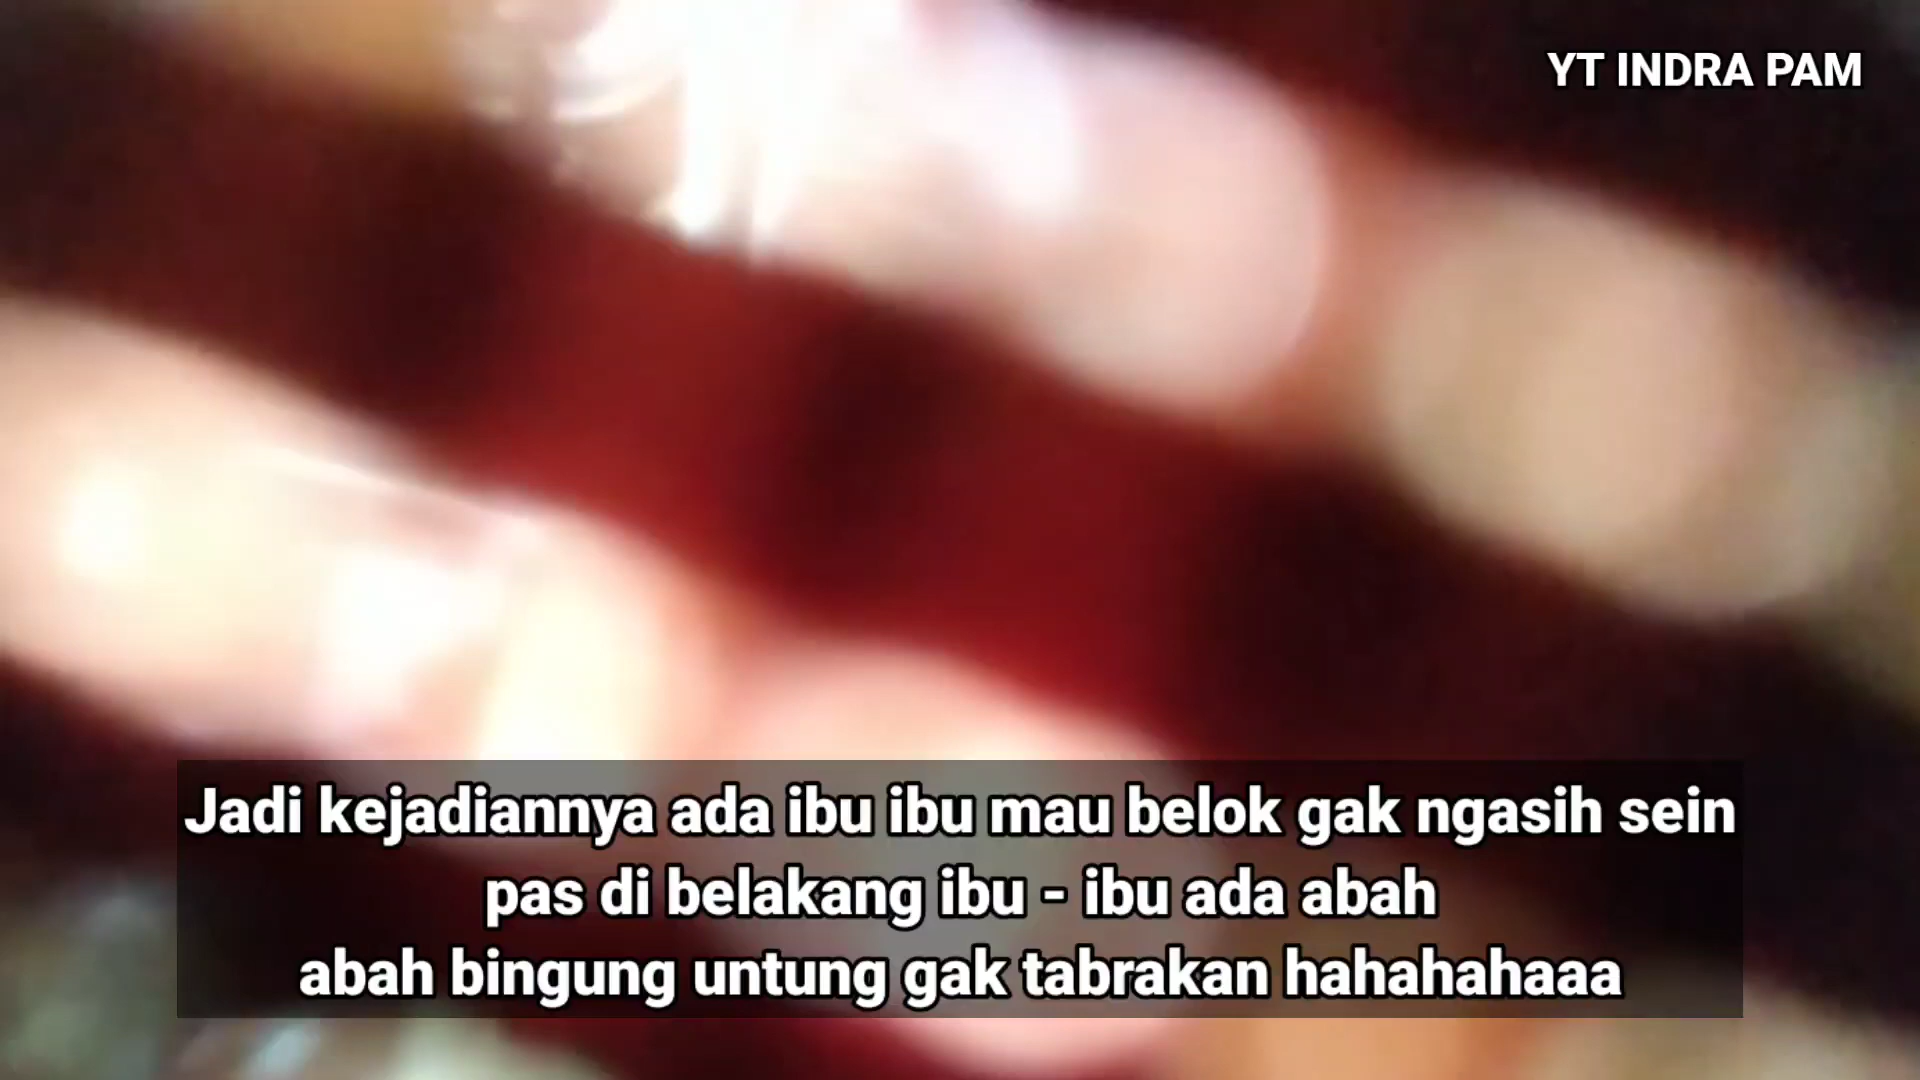 YT INDRA PAM
Jadi kejadiannya ada ibu ibu mau belok gak ngasih sein
pas di belakang ibu - ibu ada abah
abah bingung untung gak tabrakan hahahahaaa